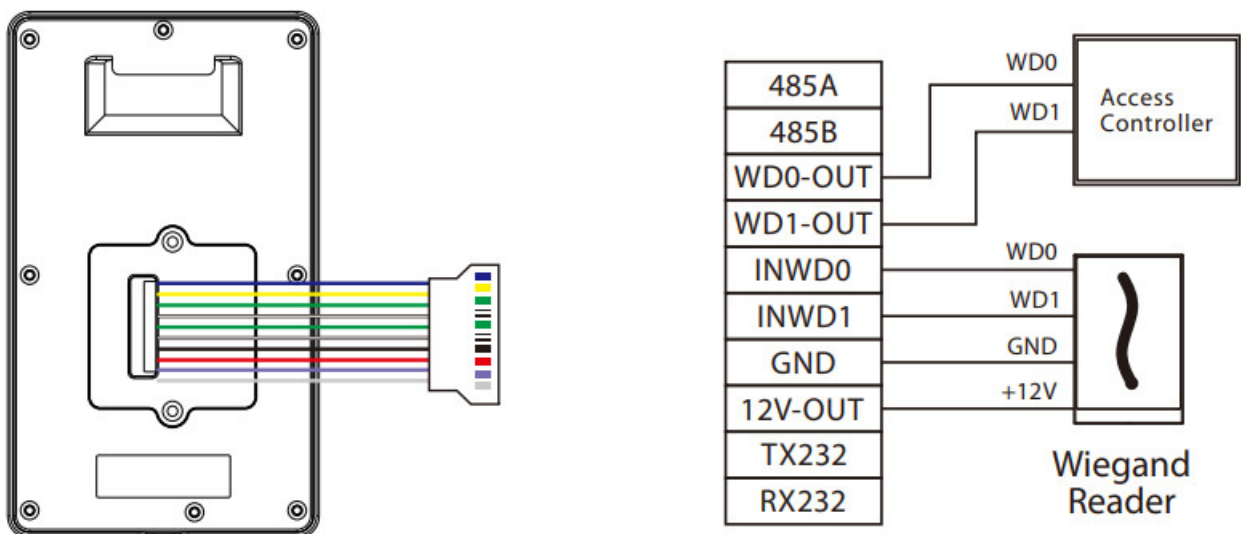 485A
485B
WD0-OUT
WD1-OUT
INWD0
INWD1
GND
12V-OUT
TX232
RX232
WD0
WD1
Access
Controller
WD0
WD1
GND
+12V
Wiegand
Reader